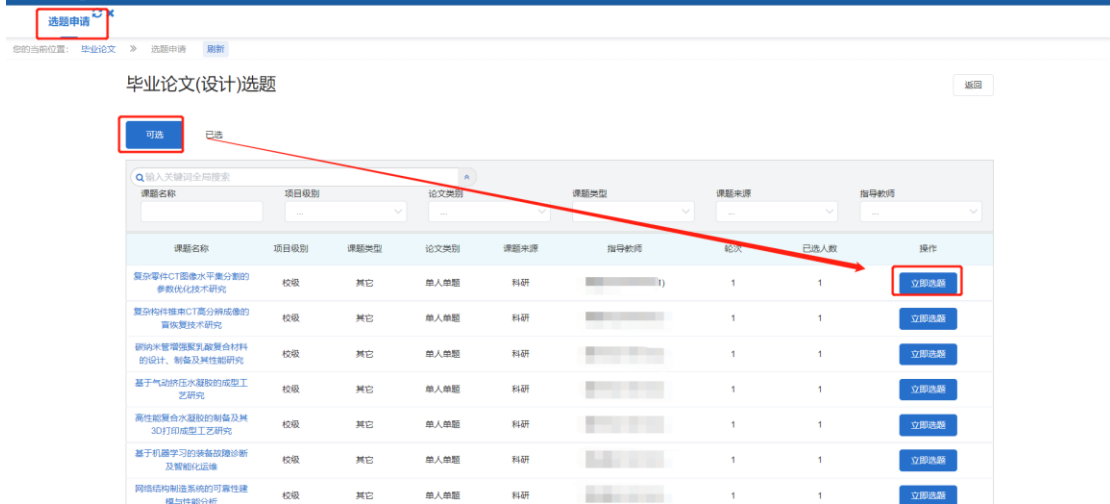 选题申请
您的当前位置： 毕业论文 》 选题申请 刷新
毕业论文(设计)选题 返回
可选 已选
输入关键词全局搜索
课题名称 项目级别 论文类别 课题类型 课题来源 指导教师
... ... ... ...
课题名称 项目级别 课题类型 论文类别 课题来源 指导教师 轮次 已选人数 操作
复杂零件CT图像水平集分割的
参数优化技术研究 校级 其它 单人单题 科研 1) 1 1 立即选题
复杂构件锥束CT高分辨成像的
盲恢复技术研究 校级 其它 单人单题 科研 1 1 立即选题
碳纳米管增强聚乳酸复合材料
的设计、制备及其性能研究 校级 其它 单人单题 科研 1 1 立即选题
基于气动挤压水凝胶的成型工
艺研究 校级 其它 单人单题 科研 1 1 立即选题
高性能复合水凝胶的制备及其
3D打印成型工艺研究 校级 其它 单人单题 科研 1 1 立即选题
基于机器学习的装备故障诊断
及智能化运维 校级 其它 单人单题 科研 1 1 立即选题
网络结构制造系统的可靠性建
模与性能分析 校级 其它 单人单题 科研 1 1 立即选题